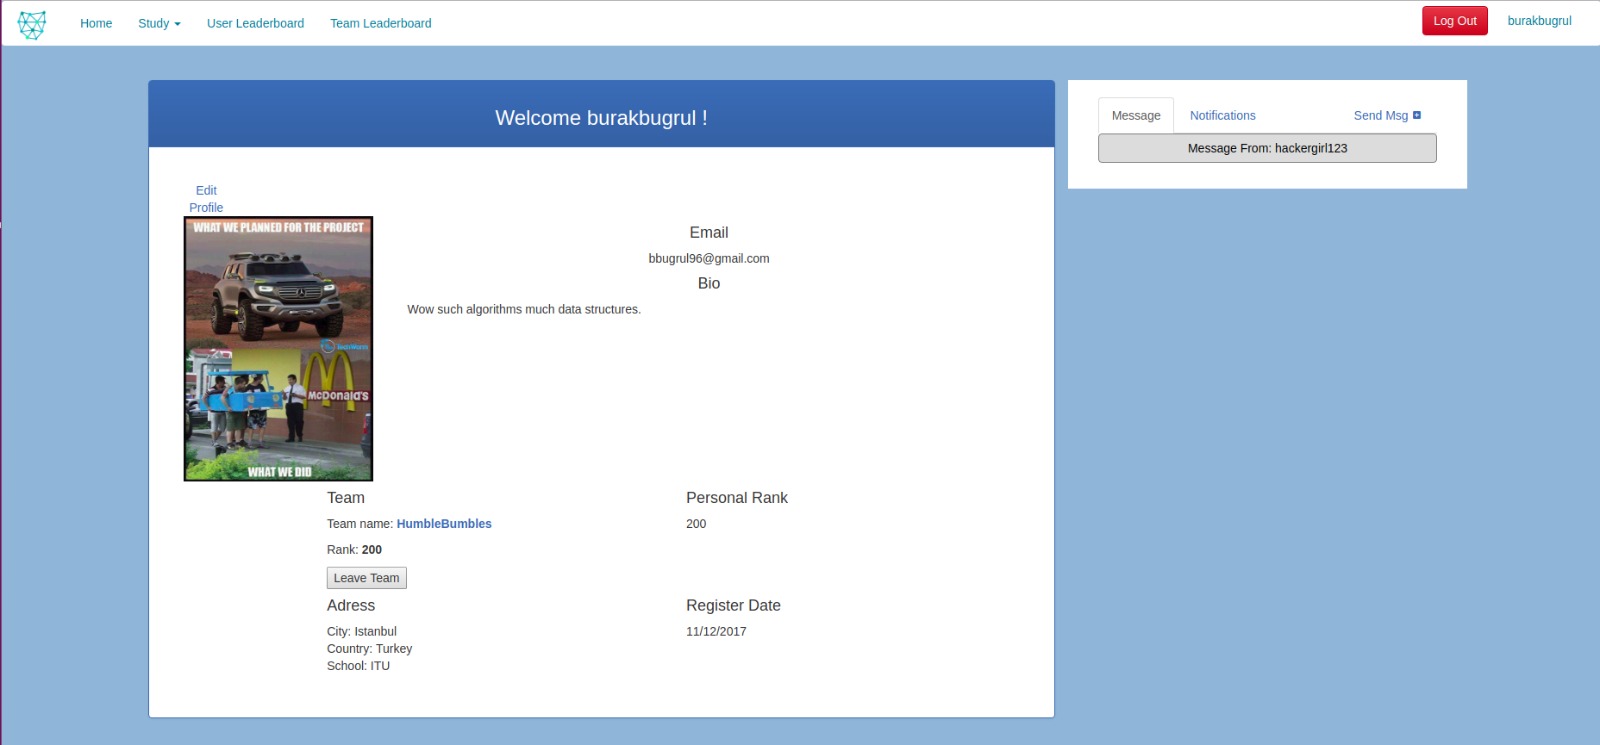 Home Study User Leaderboard Team Leaderboard Log Out burakbugrul
Welcome burakbugrul !
Edit
Profile
WHAT WE PLANNED FOR THE PROJECT
McDonald's
WHAT WE DID
Email
bbugrul96@gmail.com
Bio
Wow such algorithms much data structures.
Team
Team name: HumbleBumbles
Rank: 200
Leave Team
Personal Rank
200
Adress
City: Istanbul
Country: Turkey
School: ITU
Register Date
11/12/2017
Message Notifications Send Msg
Message From: hackergirl123